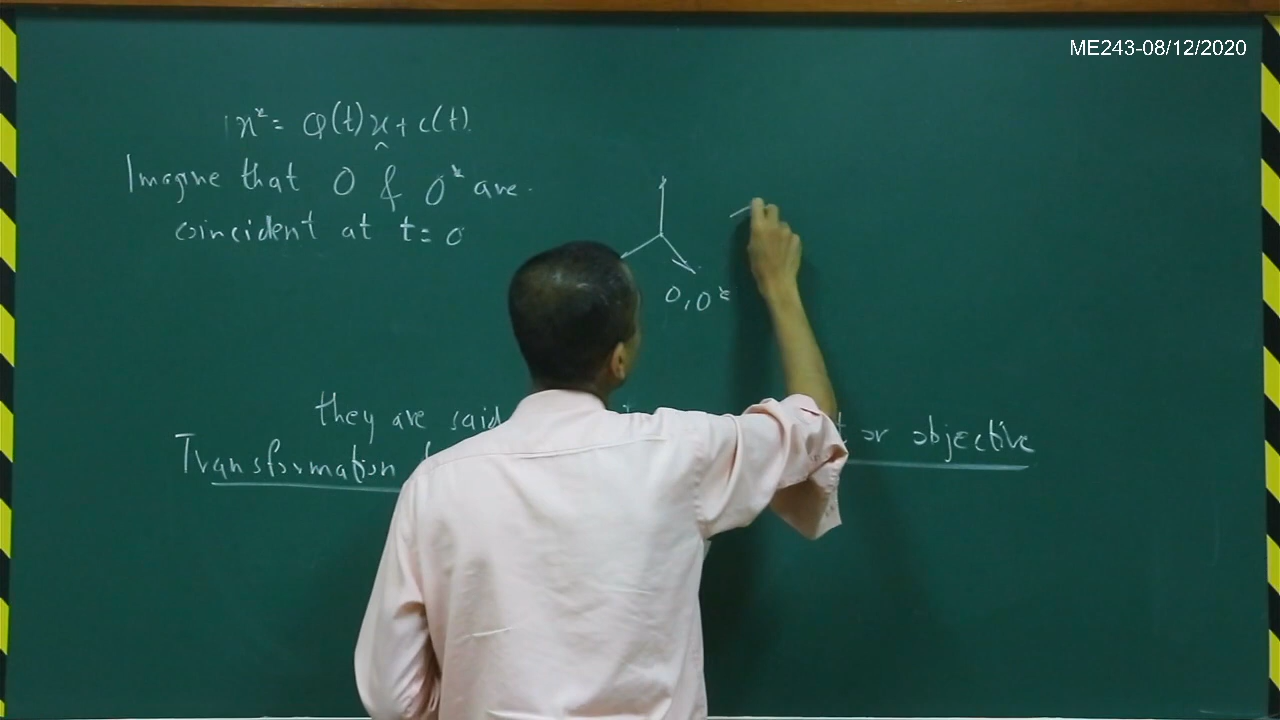 ME243-08/12/2020
x* = Q(t)x + c(t).
Imagine that O & O* are
coincident at t = 0
O, O*
they are said
or objective
Transformation